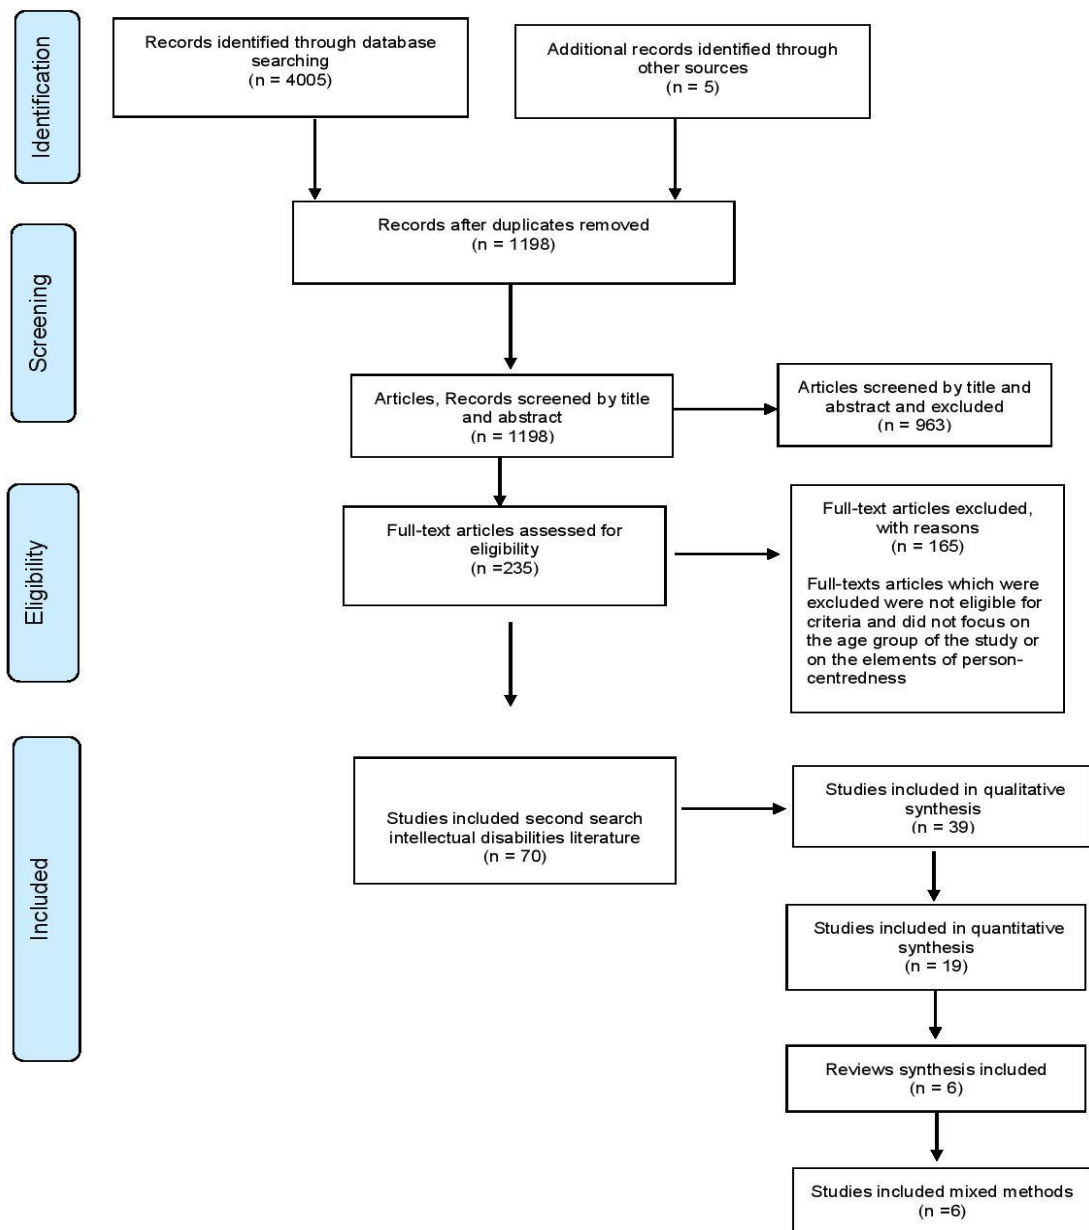 Identification
Records identified through database
searching
(n = 4005)
Additional records identified through
other sources
(n = 5)
Records after duplicates removed
(n = 1198)
Screening
Articles, Records screened by title
and abstract
(n = 1198)
Articles screened by title and
abstract and excluded
(n = 963)
Eligibility
Full-text articles assessed for
eligibility
(n =235)
Full-text articles excluded,
with reasons
(n = 165)
Full-texts articles which were
excluded were not eligible for
criteria and did not focus on
the age group of the study or
on the elements of person-
centredness
Included
Studies included second search
intellectual disabilities literature
(n = 70)
Studies included in qualitative
synthesis
(n = 39)
Studies included in quantitative
synthesis
(n = 19)
Reviews synthesis included
(n = 6)
Studies included mixed methods
(n =6)